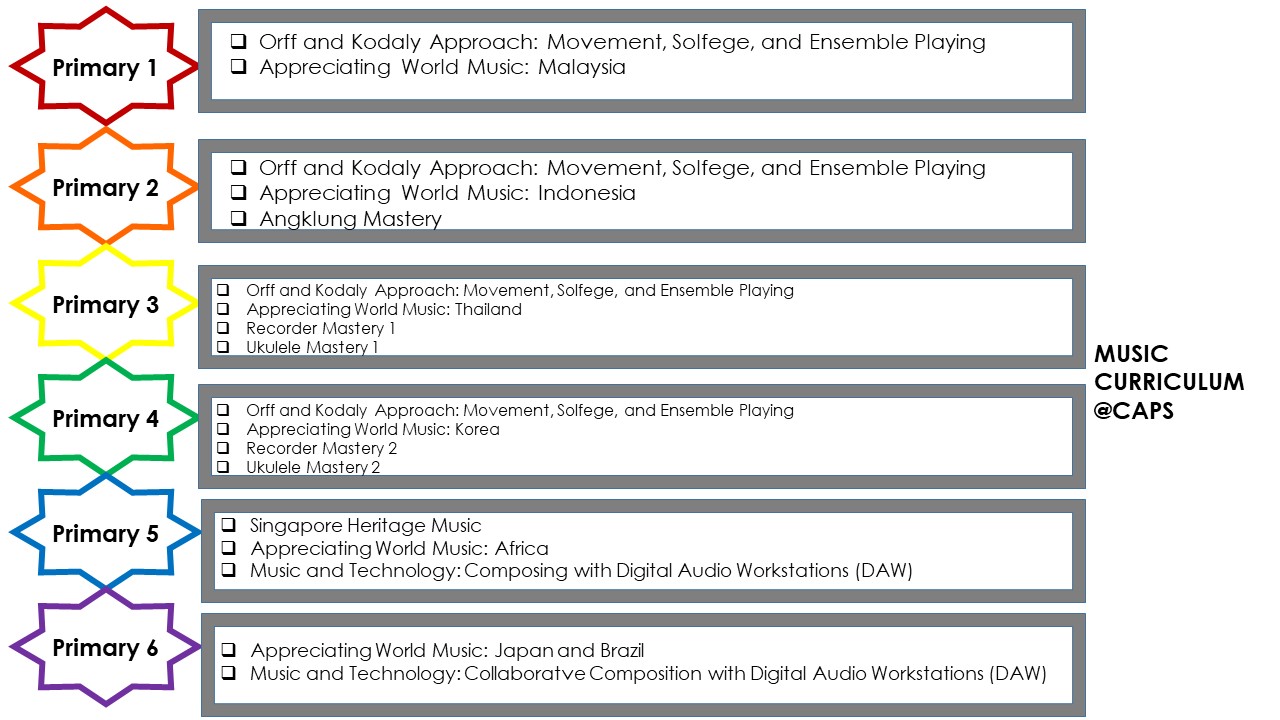 Primary 1
❑ Orff and Kodaly Approach: Movement, Solfege, and Ensemble Playing
❑ Appreciating World Music: Malaysia
Primary 2
❑ Orff and Kodaly Approach: Movement, Solfege, and Ensemble Playing
❑ Appreciating World Music: Indonesia
❑ Angklung Mastery
Primary 3
❑ Orff and Kodaly Approach: Movement, Solfege, and Ensemble Playing
❑ Appreciating World Music: Thailand
❑ Recorder Mastery 1
❑ Ukulele Mastery 1
Primary 4
❑ Orff and Kodaly Approach: Movement, Solfege, and Ensemble Playing
❑ Appreciating World Music: Korea
❑ Recorder Mastery 2
❑ Ukulele Mastery 2
Primary 5
❑ Singapore Heritage Music
❑ Appreciating World Music: Africa
❑ Music and Technology: Composing with Digital Audio Workstations (DAW)
Primary 6
❑ Appreciating World Music: Japan and Brazil
❑ Music and Technology: Collaboratve Composition with Digital Audio Workstations (DAW)
MUSIC
CURRICULUM
@CAPS